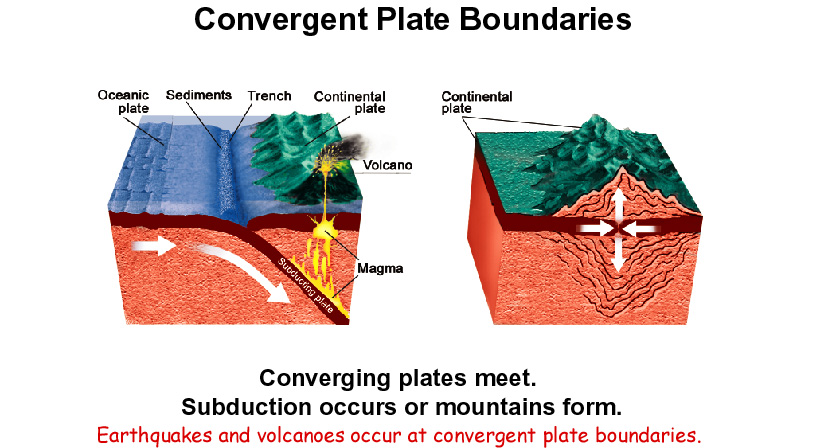 Convergent Plate Boundaries
Oceanic
plate
Sediments
Trench
Continental
plate
Volcano
Magma
Subducting plate
Continental
plate
Converging plates meet.
Subduction occurs or mountains form.
Earthquakes and volcanoes occur at convergent plate boundaries.